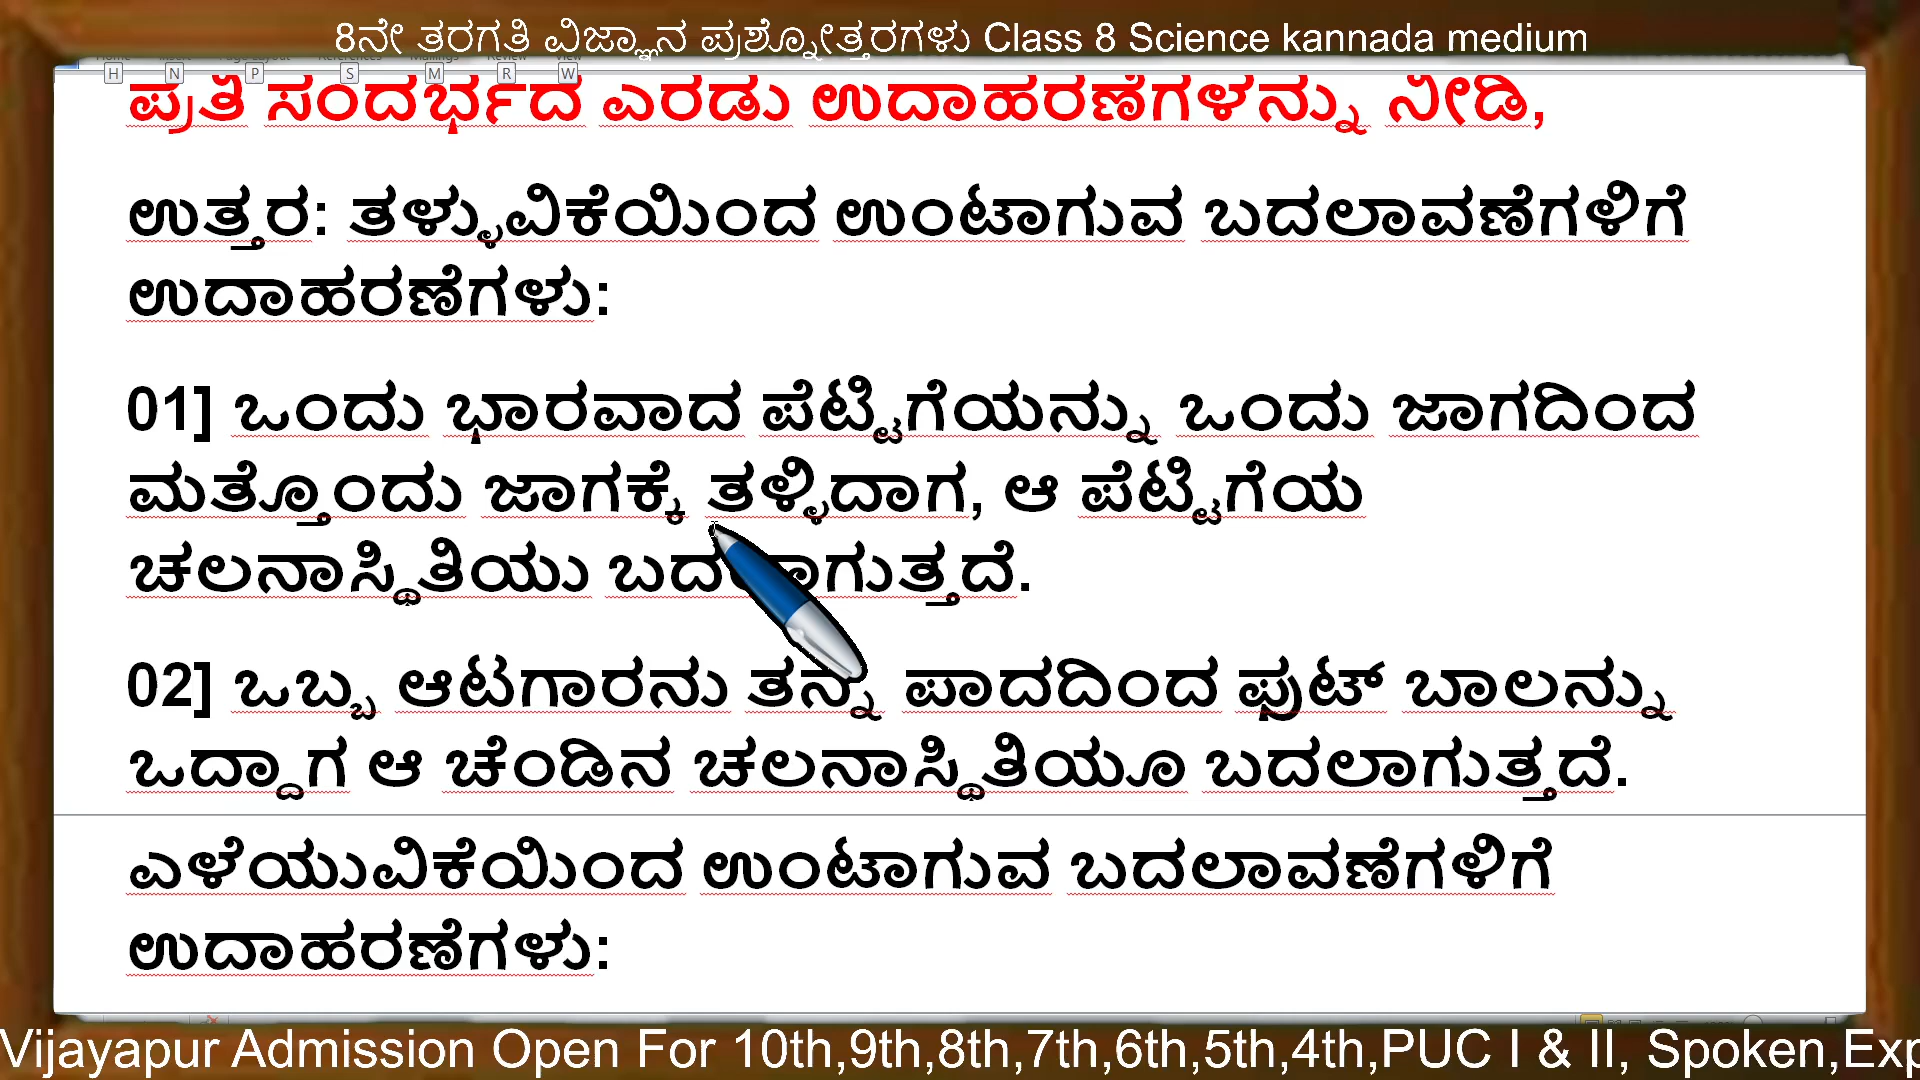 8ನೇ ತರಗತಿ ವಿಜ್ಞಾನ ಪ್ರಶ್ನೋತ್ತರಗಳು Class 8 Science kannada medium
H N P S M R W
ಪ್ರತಿ ಸಂದರ್ಭದ ಎರಡು ಉದಾಹರಣೆಗಳನ್ನು ನೀಡಿ,
ಉತ್ತರ: ತಳ್ಳುವಿಕೆಯಿಂದ ಉಂಟಾಗುವ ಬದಲಾವಣೆಗಳಿಗೆ
ಉದಾಹರಣೆಗಳು:
01] ಒಂದು ಭಾರವಾದ ಪೆಟ್ಟಿಗೆಯನ್ನು ಒಂದು ಜಾಗದಿಂದ
ಮತ್ತೊಂದು ಜಾಗಕ್ಕೆ ತಳ್ಳಿದಾಗ, ಆ ಪೆಟ್ಟಿಗೆಯ
ಚಲನಾಸ್ಥಿತಿಯು ಬದಲಾಗುತ್ತದೆ.
02] ಒಬ್ಬ ಆಟಗಾರನು ತನ್ನ ಪಾದದಿಂದ ಫುಟ್ ಬಾಲನ್ನು
ಒದ್ದಾಗ ಆ ಚೆಂಡಿನ ಚಲನಾಸ್ಥಿತಿಯೂ ಬದಲಾಗುತ್ತದೆ.
ಎಳೆಯುವಿಕೆಯಿಂದ ಉಂಟಾಗುವ ಬದಲಾವಣೆಗಳಿಗೆ
ಉದಾಹರಣೆಗಳು:
Vijayapur Admission Open For 10th,9th,8th,7th,6th,5th,4th,PUC I & II, Spoken,Exp